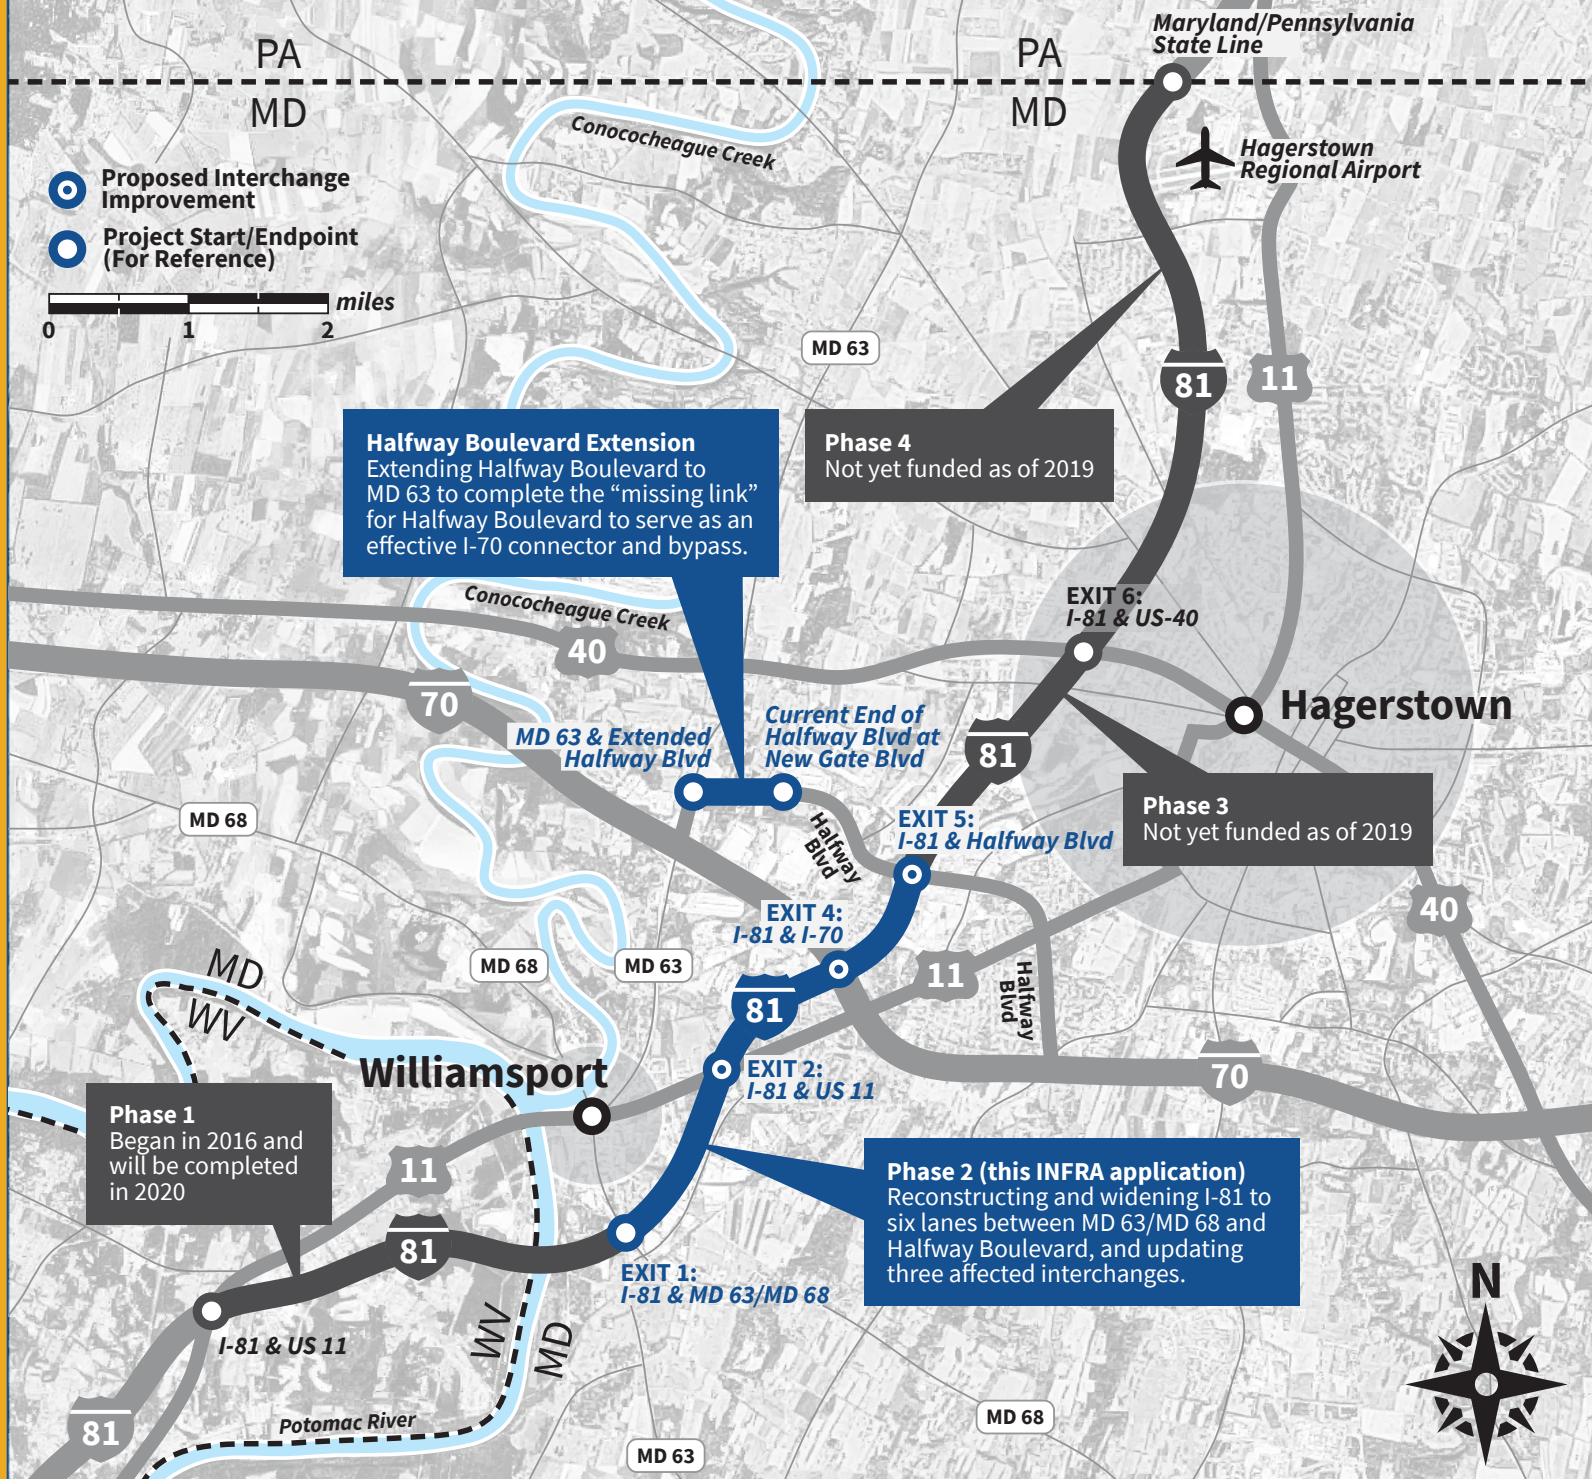 Maryland/Pennsylvania
State Line
PA
PA
MD
MD
Conococheague Creek
Hagerstown
Regional Airport
Proposed Interchange
Improvement
Project Start/Endpoint
(For Reference)
miles
0
1
2
MD 63
81
11
Halfway Boulevard Extension
Extending Halfway Boulevard to
MD 63 to complete the “missing link”
for Halfway Boulevard to serve as an
effective I-70 connector and bypass.
Phase 4
Not yet funded as of 2019
Conococheague Creek
EXIT 6:
I-81 & US-40
40
70
Hagerstown
MD 63 & Extended
Halfway Blvd
Current End of
Halfway Blvd at
New Gate Blvd
81
Phase 3
Not yet funded as of 2019
MD 68
Halfway
Blvd
EXIT 5:
I-81 & Halfway Blvd
40
EXIT 4:
I-81 & I-70
MD 68
MD 63
11
Halfway
Blvd
MD
WV
81
Williamsport
EXIT 2:
I-81 & US 11
70
Phase 1
Began in 2016 and
will be completed
in 2020
11
Phase 2 (this INFRA application)
Reconstructing and widening I-81 to
six lanes between MD 63/MD 68 and
Halfway Boulevard, and updating
three affected interchanges.
81
EXIT 1:
I-81 & MD 63/MD 68
N
I-81 & US 11
WV
MD
81
Potomac River
MD 68
MD 63